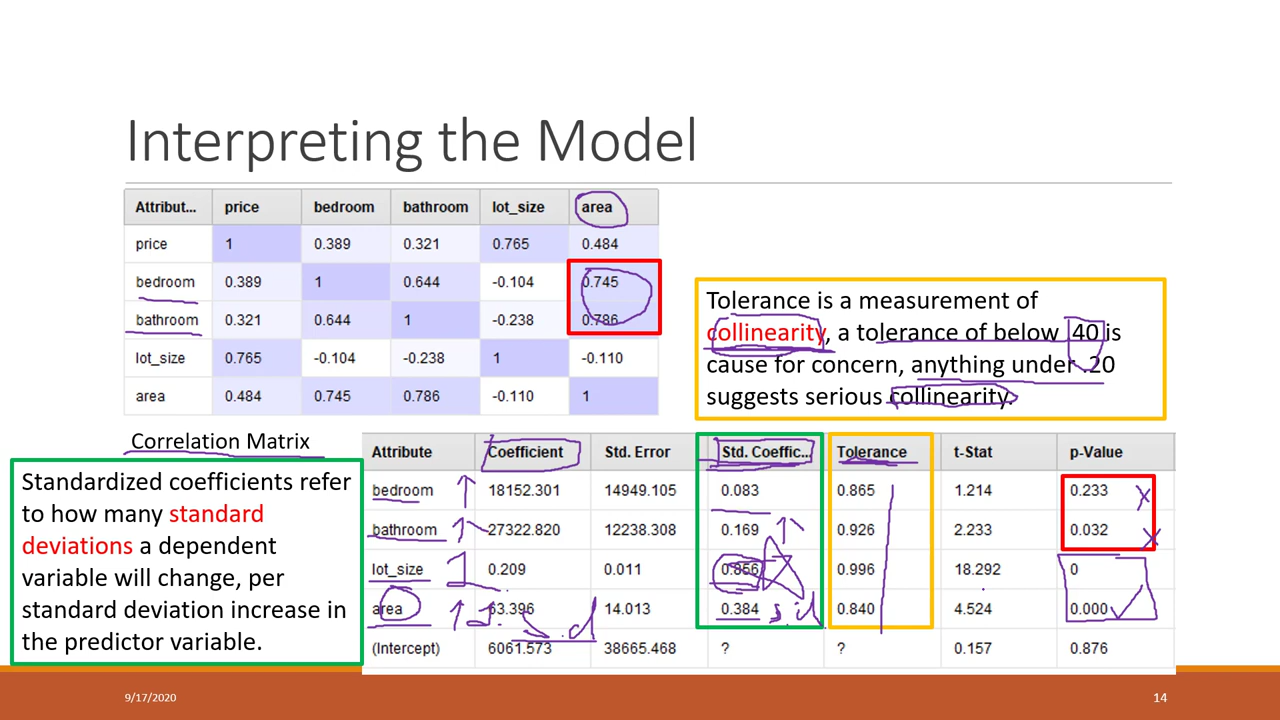 Interpreting the Model
Attribut... price bedroom bathroom lot_size area
price 1 0.389 0.321 0.765 0.484
bedroom 0.389 1 0.644 -0.104 0.745
bathroom 0.321 0.644 1 -0.238 0.786
lot_size 0.765 -0.104 -0.238 1 -0.110
area 0.484 0.745 0.786 -0.110 1
Correlation Matrix
Tolerance is a measurement of
collinearity, a tolerance of below .40 is
cause for concern, anything under .20
suggests serious collinearity.
Standardized coefficients refer
to how many standard
deviations a dependent
variable will change, per
standard deviation increase in
the predictor variable.
Attribute Coefficient Std. Error Std. Coeffic... Tolerance t-Stat p-Value
bedroom 18152.301 14949.105 0.083 0.865 1.214 0.233
bathroom 27322.820 12238.308 0.169 0.926 2.233 0.032
lot_size 0.209 0.011 0.856 0.996 18.292 0
area 63.396 14.013 0.384 0.840 4.524 0.000
(Intercept) 6061.573 38665.468 ? ? 0.157 0.876
s.d
s.d
9/17/2020
14